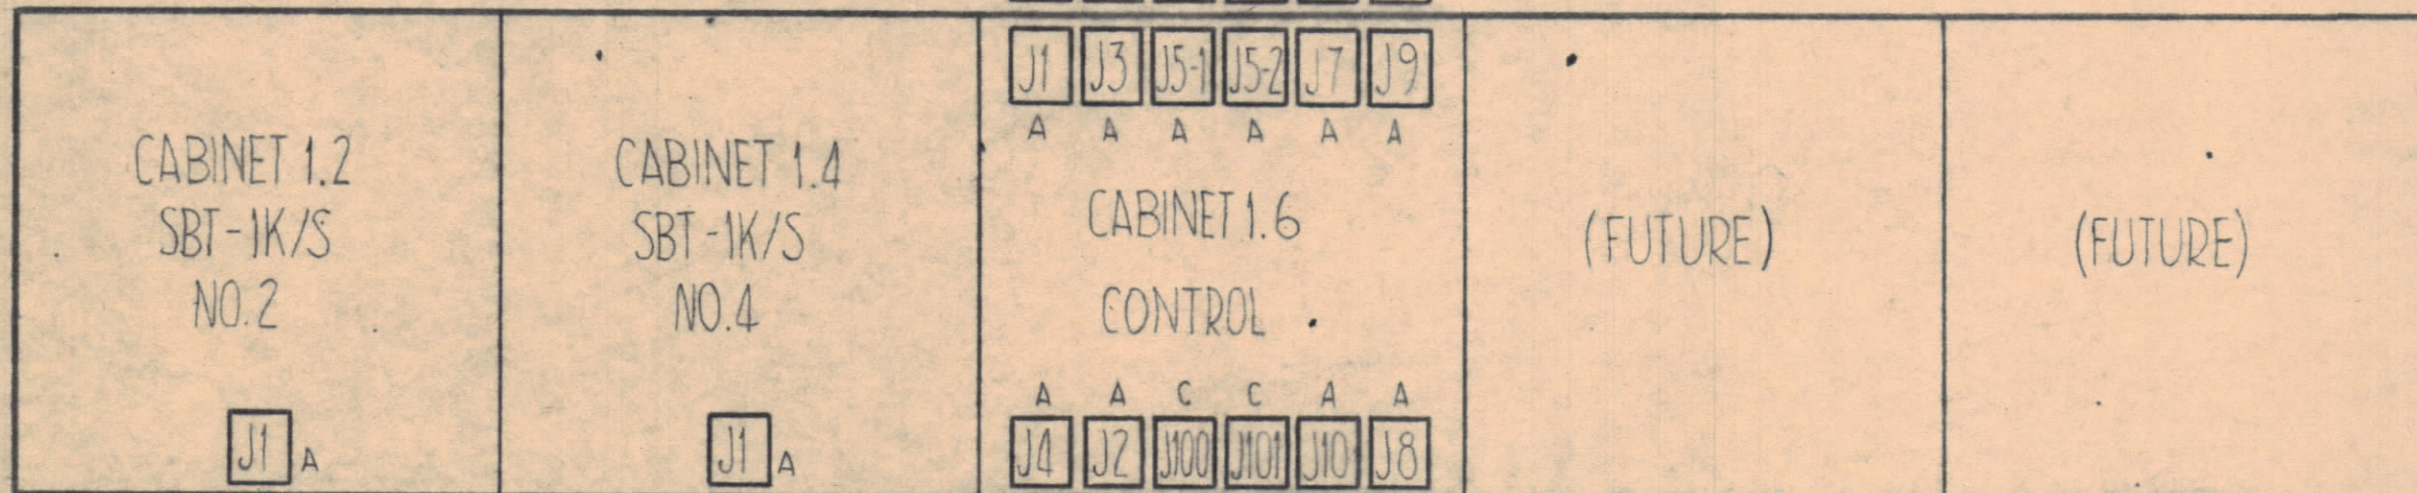 CABINET 1.2
SBT-1K/S
NO.2
J1 A
CABINET 1.4
SBT-1K/S
NO.4
J1 A
J1 J3 J5-1 J5-2 J7 J9
A A A A A A
CABINET 1.6
CONTROL
A A C C A A
J4 J2 J100 J101 J10 J8
(FUTURE)
(FUTURE)